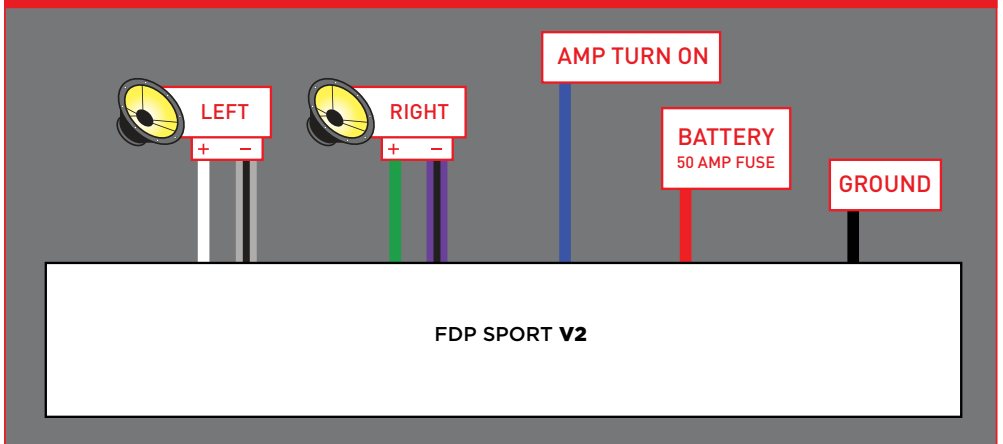 AMP TURN ON
LEFT
RIGHT
+ −
+ −
BATTERY
50 AMP FUSE
GROUND
FDP SPORT V2